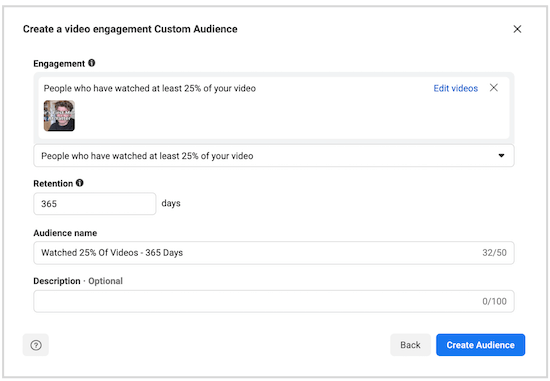 Create a video engagement Custom Audience
Engagement
People who have watched at least 25% of your video
Edit videos
People who have watched at least 25% of your video
Retention
365
days
Audience name
Watched 25% Of Videos - 365 Days
32/50
Description · Optional
0/100
Back
Create Audience